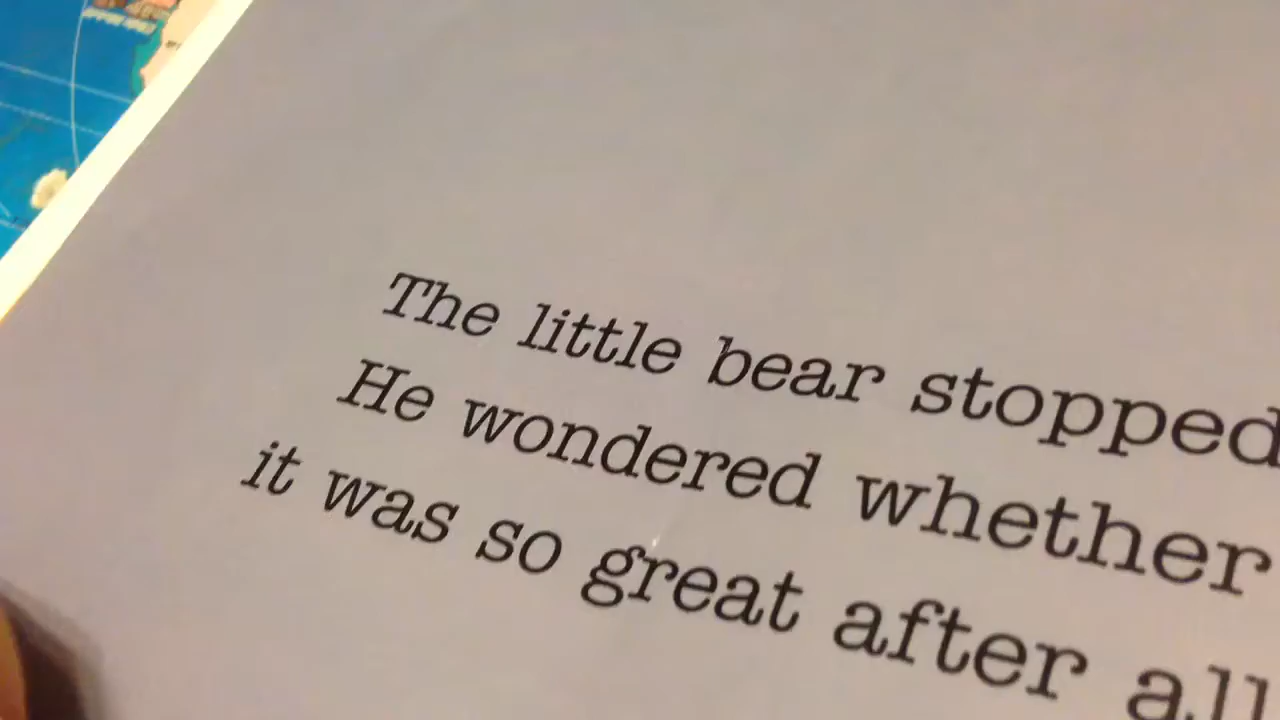 The little bear stopped
He wondered whether
it was so great after all